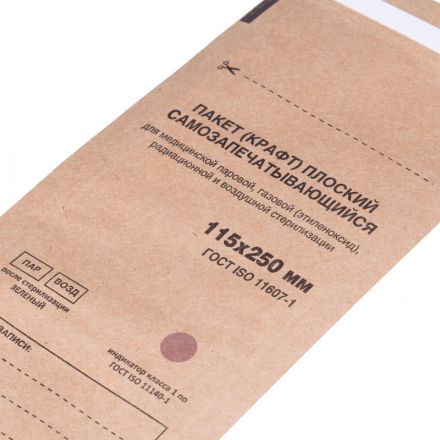 ПАКЕТ (КРАФТ) ПЛОСКИЙ
САМОЗАПЕЧАТЫВАЮЩИЙСЯ
для медицинской паровой, газовой (этиленоксид),
радиационной и воздушной стерилизации
115х250 мм
ГОСТ ISO 11607-1
ПАР ВОЗД
после стерилизации
ЗЕЛЕНЫЙ
индикатор класса 1 по
ГОСТ ISO 11140-1
ЗАПИСИ: